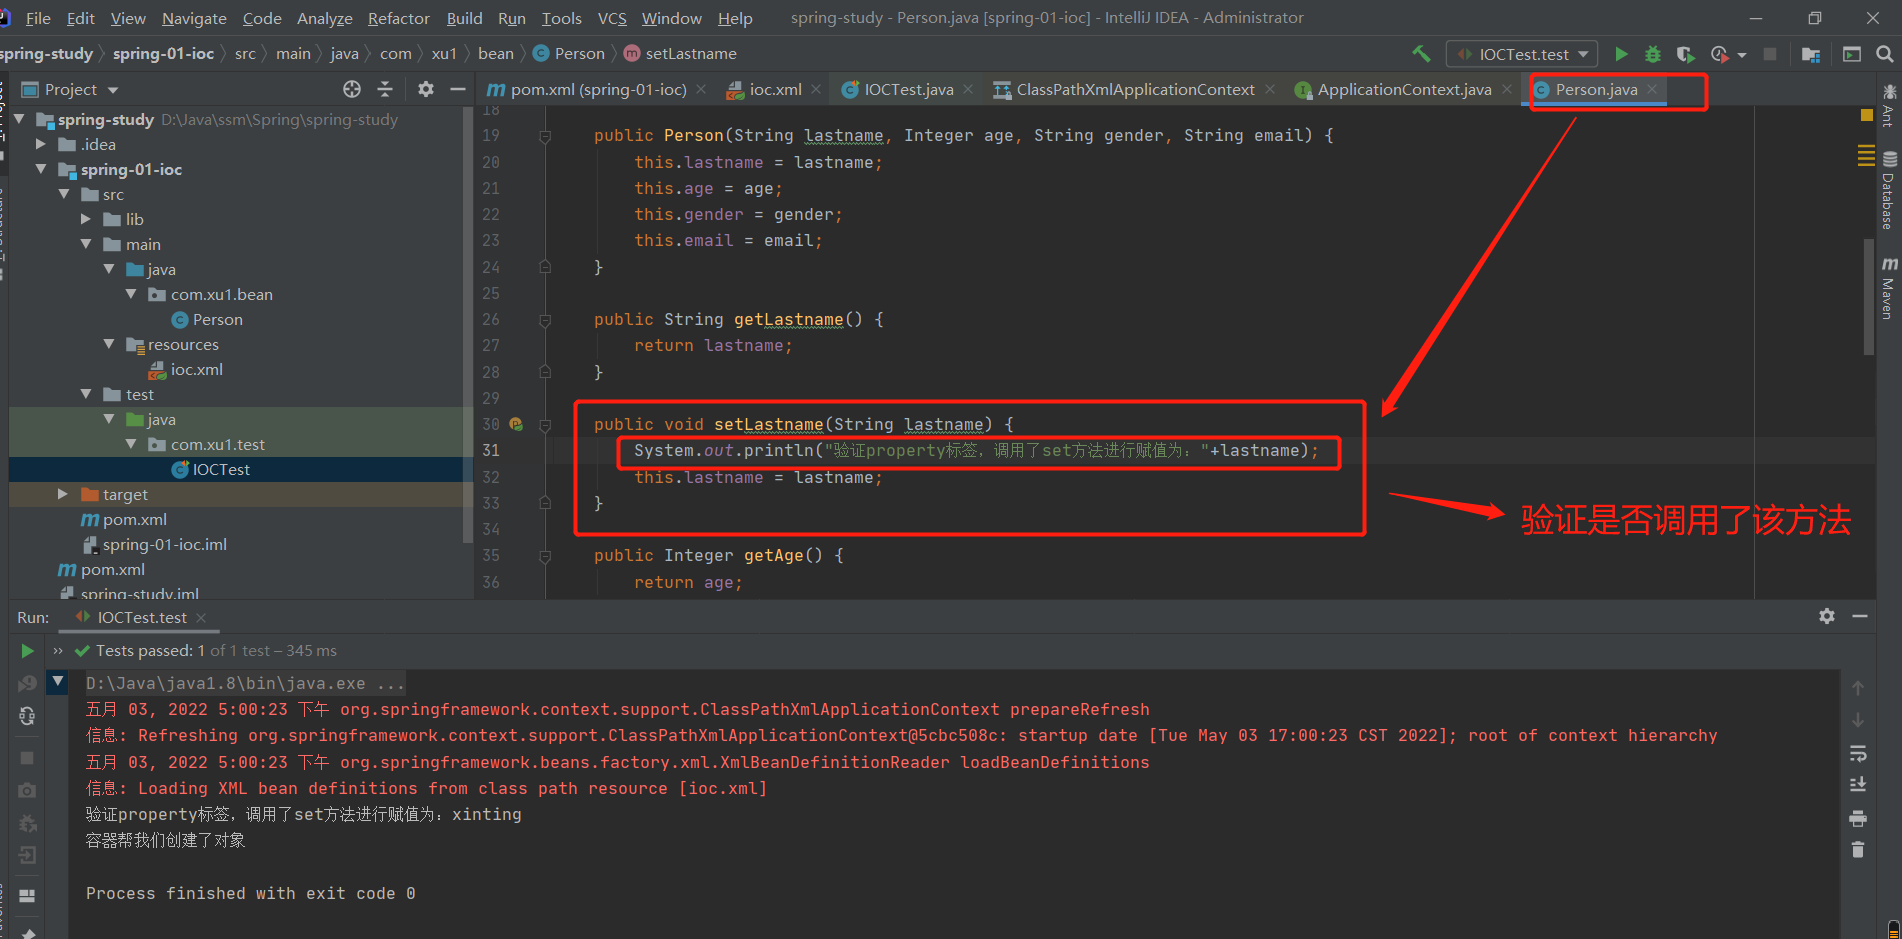 File Edit View Navigate Code Analyze Refactor Build Run Tools VCS Window Help spring-study - Person.java [spring-01-ioc] - IntelliJ IDEA - Administrator
spring-study spring-01-ioc src main java com xu1 bean Person setLastname IOCTest.test
Project
pom.xml (spring-01-ioc) ioc.xml IOCTest.java ClassPathXmlApplicationContext ApplicationContext.java Person.java
spring-study D:\Java\ssm\Spring\spring-study
.idea
spring-01-ioc
src
lib
main
java
com.xu1.bean
Person
resources
ioc.xml
test
java
com.xu1.test
IOCTest
target
pom.xml
spring-01-ioc.iml
pom.xml
spring-study.iml
18
19 public Person(String lastname, Integer age, String gender, String email) {
20 this.lastname = lastname;
21 this.age = age;
22 this.gender = gender;
23 this.email = email;
24 }
25
26 public String getLastname() {
27 return lastname;
28 }
29
30 public void setLastname(String lastname) {
31 System.out.println("验证property标签，调用了set方法进行赋值为："+lastname);
32 this.lastname = lastname;
33 }
34
35 public Integer getAge() {
36 return age;
验证是否调用了该方法
Ant
Database
Maven
Run: IOCTest.test
Tests passed: 1 of 1 test – 345 ms
D:\Java\java1.8\bin\java.exe ...
五月 03, 2022 5:00:23 下午 org.springframework.context.support.ClassPathXmlApplicationContext prepareRefresh
信息: Refreshing org.springframework.context.support.ClassPathXmlApplicationContext@5cbc508c: startup date [Tue May 03 17:00:23 CST 2022]; root of context hierarchy
五月 03, 2022 5:00:23 下午 org.springframework.beans.factory.xml.XmlBeanDefinitionReader loadBeanDefinitions
信息: Loading XML bean definitions from class path resource [ioc.xml]
验证property标签，调用了set方法进行赋值为：xinting
容器帮我们创建了对象
Process finished with exit code 0